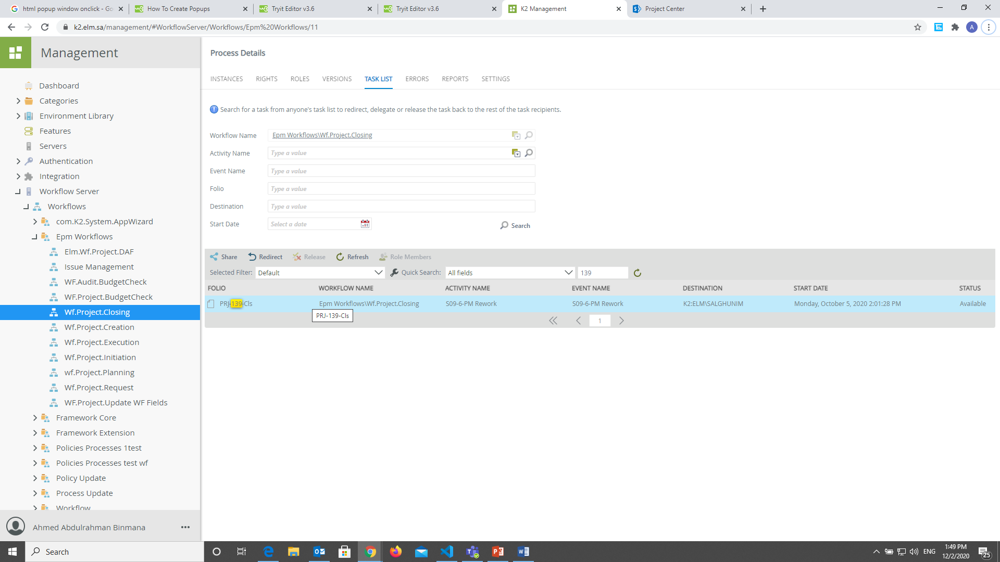 html popup window onclick - Go
How To Create Popups
Tryit Editor v3.6
Tryit Editor v3.6
K2 Management
Project Center
k2.elm.sa/management/#WorkflowServer/Workflows/Epm%20Workflows/11
A
Management
Dashboard
Categories
Environment Library
Features
Servers
Authentication
Integration
Workflow Server
Workflows
com.K2.System.AppWizard
Epm Workflows
Elm.Wf.Project.DAF
Issue Management
WF.Audit.BudgetCheck
WF.Project.BudgetCheck
Wf.Project.Closing
Wf.Project.Creation
Wf.Project.Execution
Wf.Project.Initiation
wf.Project.Planning
Wf.Project.Request
WF.Project.Update WF Fields
Framework Core
Framework Extension
Policies Processes 1test
Policies Processes test wf
Policy Update
Process Update
Workflow
Ahmed Abdulrahman Binmana
Process Details
INSTANCES RIGHTS ROLES VERSIONS TASK LIST ERRORS REPORTS SETTINGS
Search for a task from anyone's task list to redirect, delegate or release the task back to the rest of the task recipients.
Workflow Name Epm Workflows\Wf.Project.Closing
Activity Name Type a value
Event Name Type a value
Folio Type a value
Destination Type a value
Start Date Select a date
Search
Share Redirect Release Refresh Role Members
Selected Filter: Default Quick Search: All fields 139
FOLIO WORKFLOW NAME ACTIVITY NAME EVENT NAME DESTINATION START DATE STATUS
PRJ-139-Cls Epm Workflows\Wf.Project.Closing S09-6-PM Rework S09-6-PM Rework K2:ELM\SALGHUNIM Monday, October 5, 2020 2:01:28 PM Available
PRJ-139-Cls
1
Search
ENG
1:49 PM
12/2/2020
25